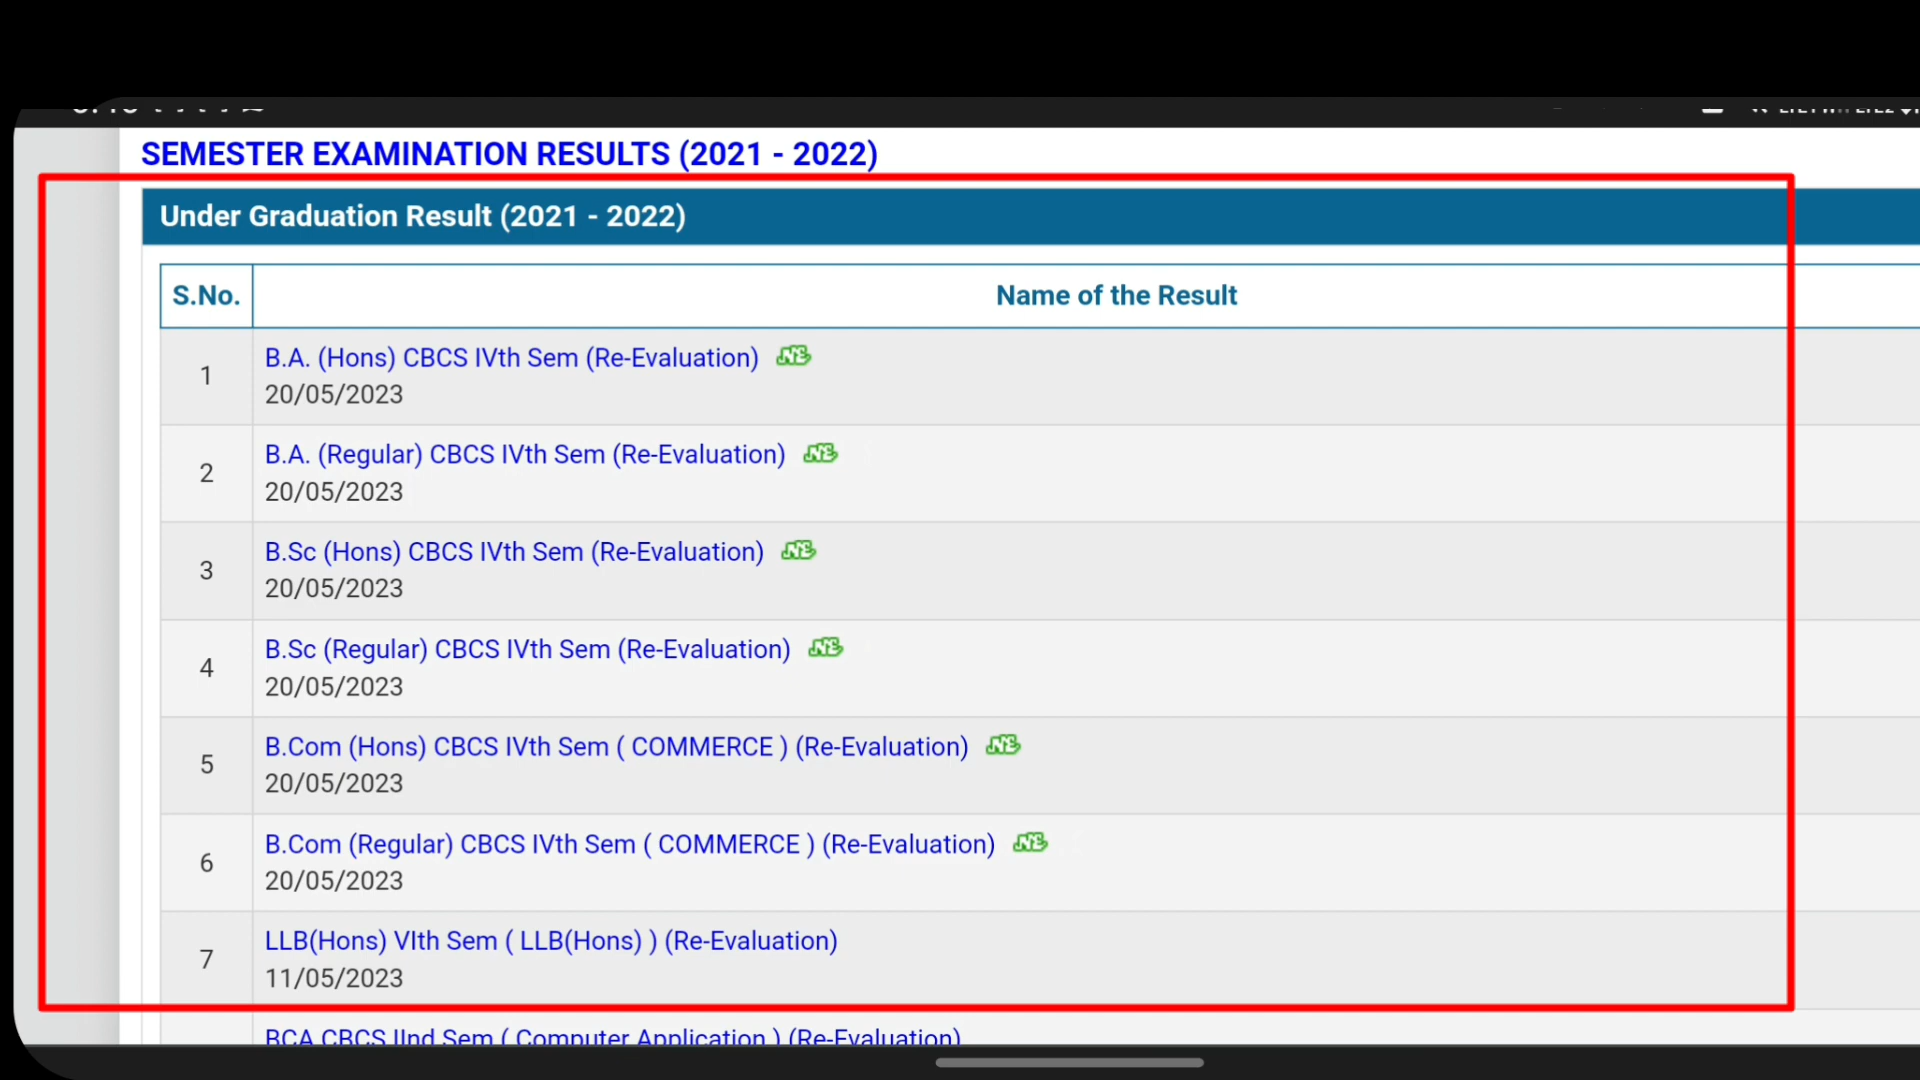 SEMESTER EXAMINATION RESULTS (2021 - 2022)
Under Graduation Result (2021 - 2022)
S.No. Name of the Result
1 B.A. (Hons) CBCS IVth Sem (Re-Evaluation)
20/05/2023
2 B.A. (Regular) CBCS IVth Sem (Re-Evaluation)
20/05/2023
3 B.Sc (Hons) CBCS IVth Sem (Re-Evaluation)
20/05/2023
4 B.Sc (Regular) CBCS IVth Sem (Re-Evaluation)
20/05/2023
5 B.Com (Hons) CBCS IVth Sem ( COMMERCE ) (Re-Evaluation)
20/05/2023
6 B.Com (Regular) CBCS IVth Sem ( COMMERCE ) (Re-Evaluation)
20/05/2023
7 LLB(Hons) VIth Sem ( LLB(Hons) ) (Re-Evaluation)
11/05/2023
BCA CBCS IInd Sem ( Computer Application ) (Re-Evaluation)